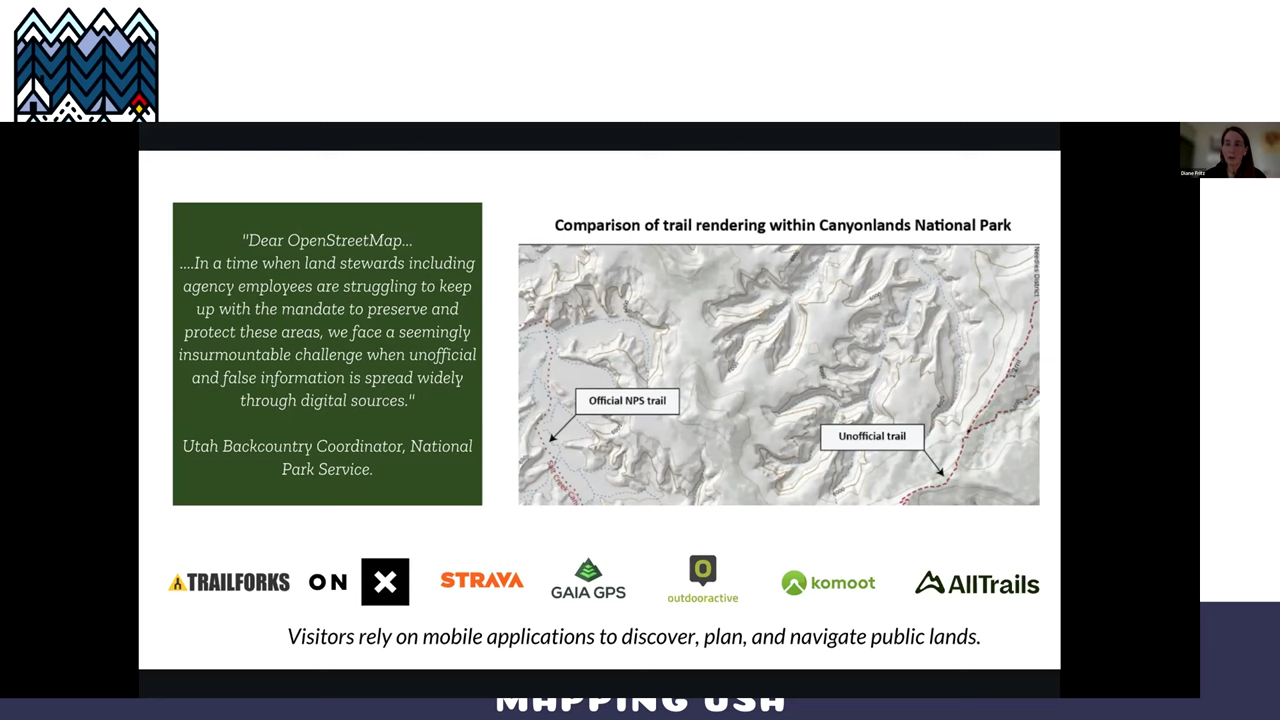 Diane Fritz
"Dear OpenStreetMap...
....In a time when land stewards including
agency employees are struggling to keep
up with the mandate to preserve and
protect these areas, we face a seemingly
insurmountable challenge when unofficial
and false information is spread widely
through digital sources."
Utah Backcountry Coordinator, National
Park Service.
Comparison of trail rendering within Canyonlands National Park
Official NPS trail
Unofficial trail
TRAILFORKS
ON X
STRAVA
GAIA GPS
outdooractive
komoot
AllTrails
Visitors rely on mobile applications to discover, plan, and navigate public lands.
MAPPING USA